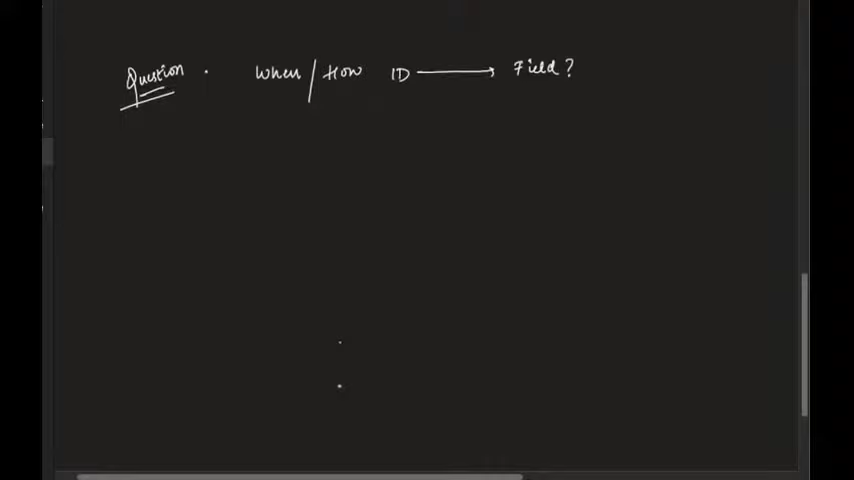 Question . When / How ID → Field?